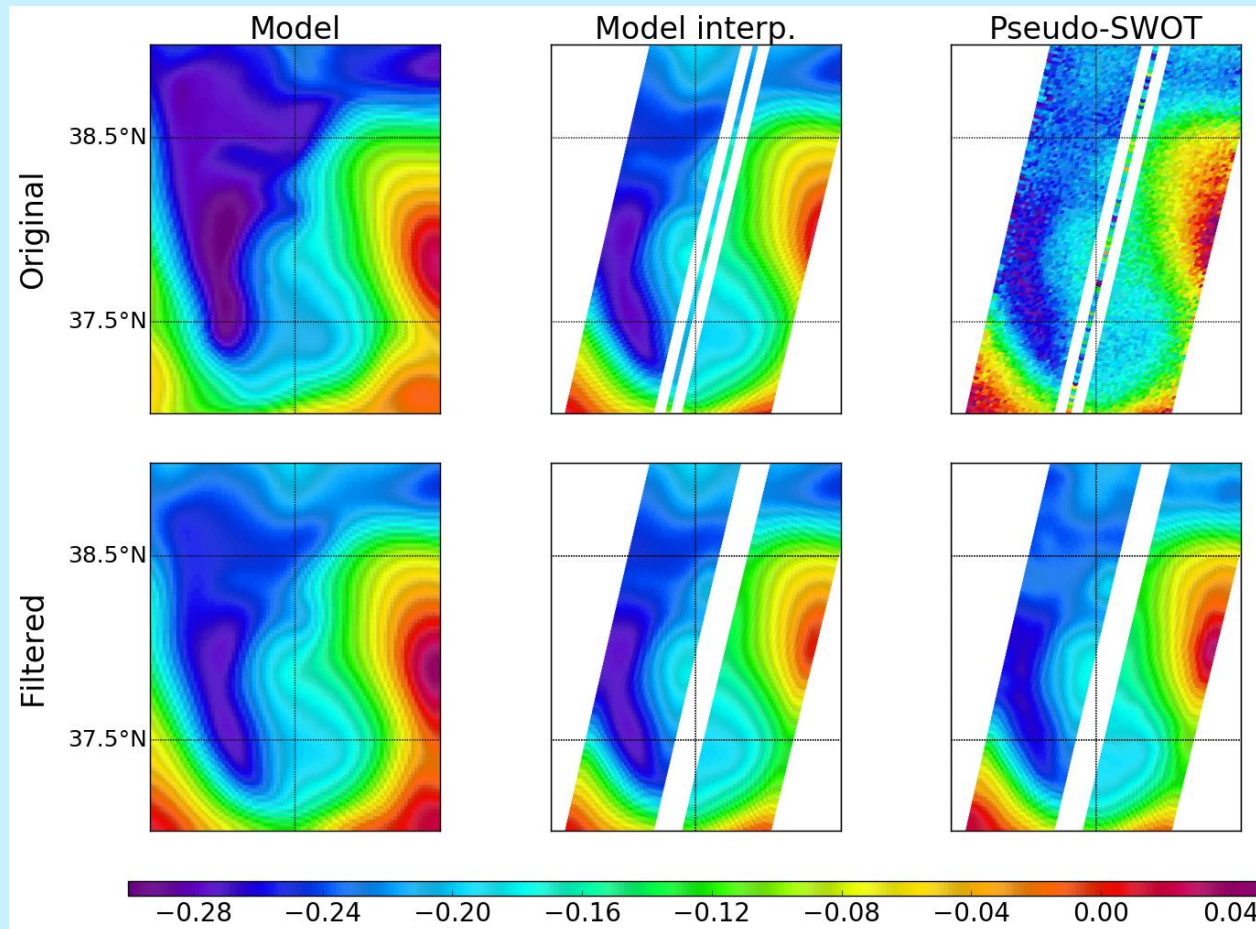 Model Model interp. Pseudo-SWOT
Original
38.5°N
37.5°N
Filtered
38.5°N
37.5°N
−0.28 −0.24 −0.20 −0.16 −0.12 −0.08 −0.04 0.00 0.04